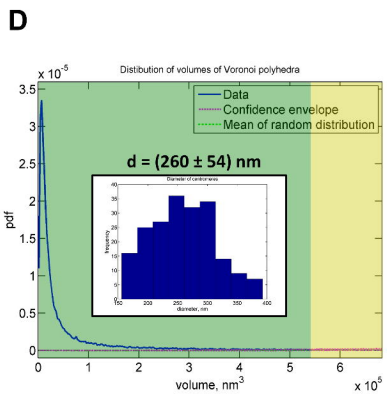 D
Distibution of volumes of Voronoi polyhedra
x 10⁻⁵
3.5
3
2.5
2
1.5
1
0.5
0
pdf
Data
Confidence envelope
Mean of random distribution
d = (260 ± 54) nm
Diameter of centromeres
40
35
30
25
20
15
10
5
0
frequency
150 200 250 300 350 400
diameter, nm
0 1 2 3 4 5 6
x 10⁵
volume, nm³